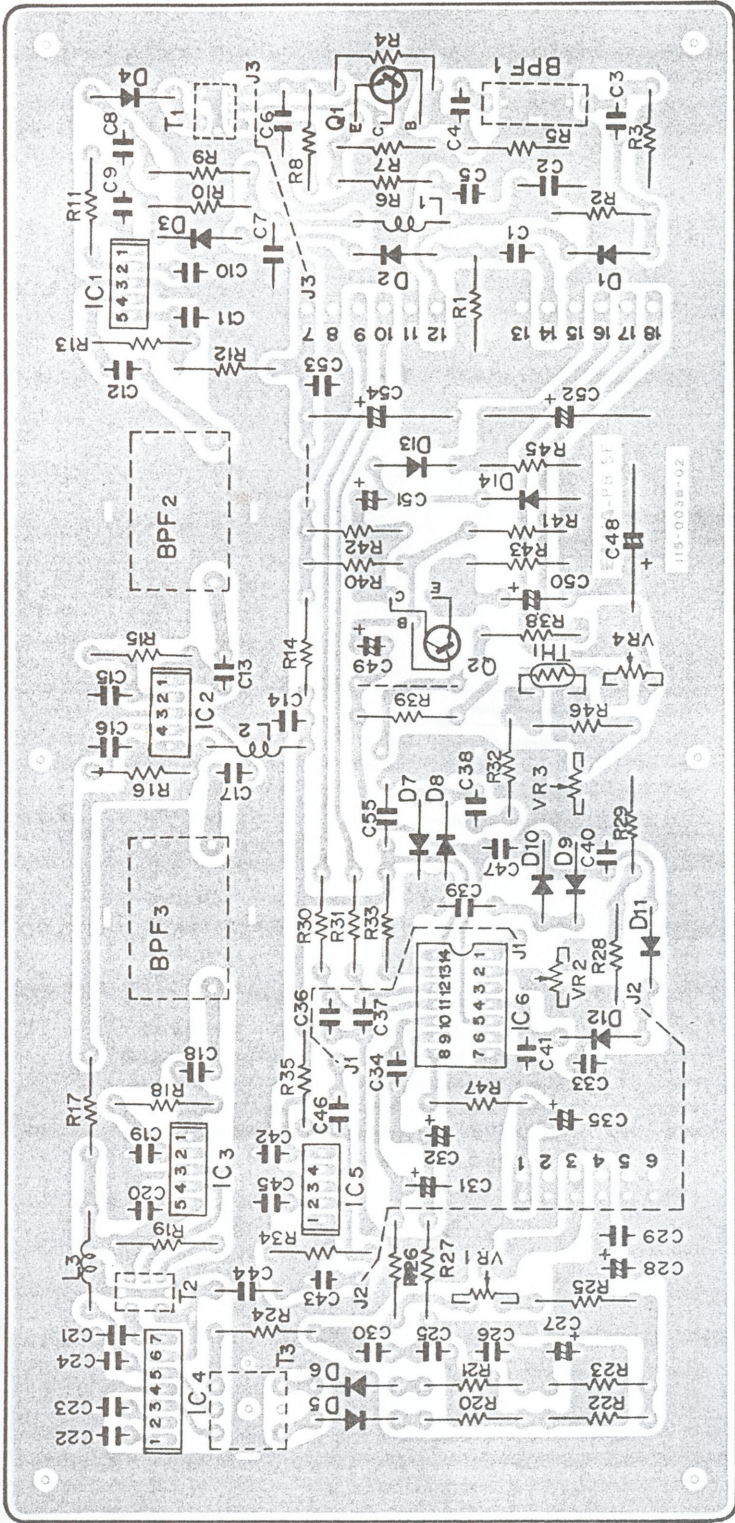 D4
R4
J3
T1
C8
C6
Q1
E
C
B
C4
BPF1
C3
R11
C9
R9
R10
R8
R7
R6
C5
R5
C2
R3
D3
C7
L1
R2
IC1
5 4 3 2 1
C10
C11
J3
D2
C1
D1
R13
C12
R12
7
8
9
10
11
12
R1
13
14
15
16
17
18
C53
C54
+
C52
+
BPF2
D13
C51
+
R45
D14
R42
R40
R41
R43
C48
+
115-0036-02
C50
+
R15
C15
C16
C13
R14
C
B
E
C49
+
Q2
R38
TH1
VR4
IC2
4 3 2 1
C14
L2
R39
R46
R16
C17
R32
VR3
C55
D7
D8
C38
C47
D10
D9
C40
R29
BPF3
R30
R31
R33
C39
J1
D11
C36
C37
8 9 10 11 12 13 14
7 6 5 4 3 2 1
IC6
VR2
R28
J2
J1
C34
C41
D12
C33
R17
C18
R18
R35
C46
R47
C35
+
C19
C20
C42
C45
C32
+
C31
+
IC3
5 4 3 2 1
IC5
1 2 3 4
1
2
3
4
5
6
L3
R19
R34
J2
T2
C44
C43
R26
R27
VR1
C29
C28
+
R25
C21
C24
R24
C30
C25
C26
C27
+
IC4
1 2 3 4 5 6 7
T3
D6
D5
R21
R20
R23
R22
C23
C22